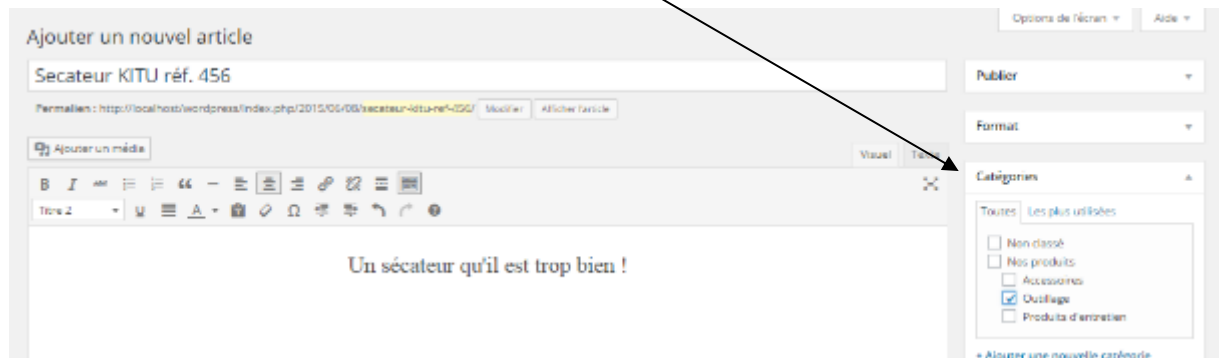 Options de l'écran Aide
Ajouter un nouvel article
Secateur KITU réf. 456
Publier
Permalien : http://localhost/wordpress/index.php/2015/06/08/secateur-kitu-ref-456/ Modifier Afficher l'article
Format
Ajouter un média
Visuel Texte
Catégories
B I ABC
Titre 2 U A Ω
Toutes Les plus utilisées
Non classé
Nos produits
Un sécateur qu'il est trop bien !
Accessoires
Outillage
Produits d'entretien
+ Ajouter une nouvelle catégorie